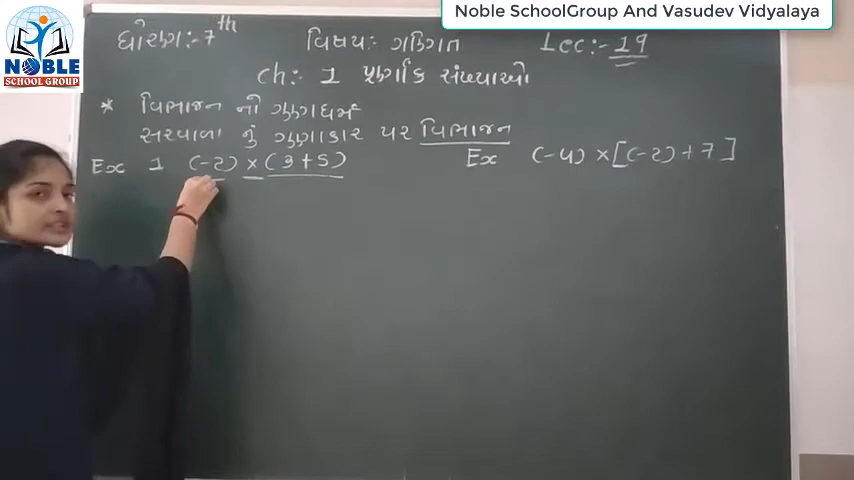 Noble SchoolGroup And Vasudev Vidyalaya
NOBLE
SCHOOL GROUP
ધોરણ:- 7th વિષય:- ગણિત Lec:- 19
ch:- 1 પૂર્ણાંક સંખ્યાઓ
* વિભાજન નો ગુણધર્મ
સરવાળા નું ગુણાકાર પર વિભાજન
Ex 1 (-2) × (3+5) Ex (-4) × [(-2) + 7]